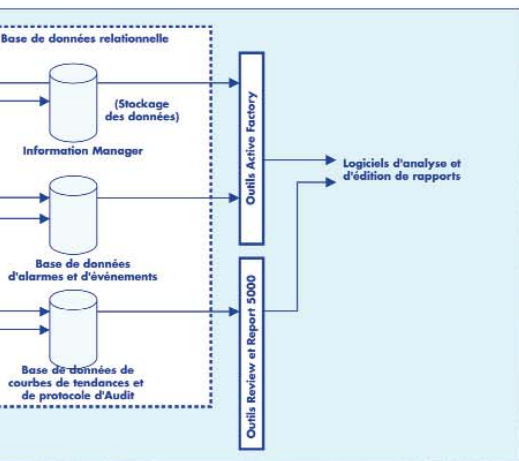 Base de données relationnelle
(Stockage
des données)
Information Manager
Base de données
d'alarmes et d'évènements
Base de données de
courbes de tendances et
de protocole d'Audit
Outils Active Factory
Outils Review et Report 5000
Logiciels d'analyse et
d'édition de rapports